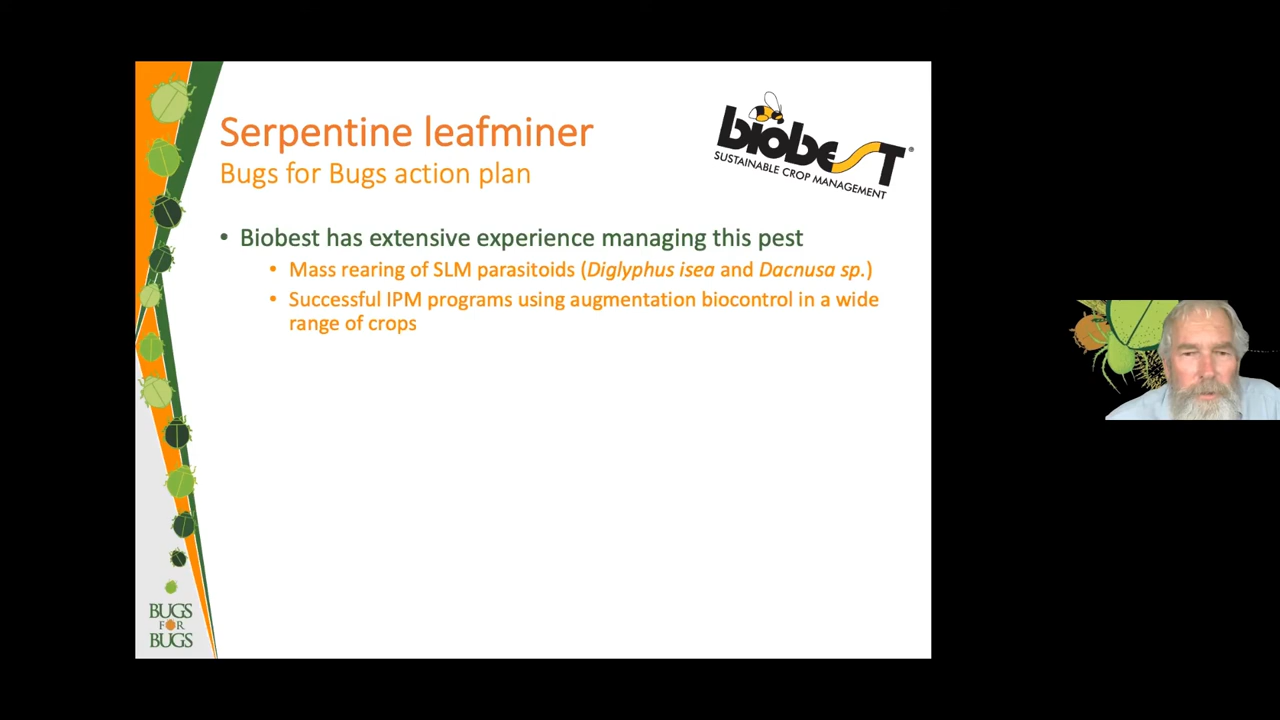 Serpentine leafminer
Bugs for Bugs action plan
biobest®
SUSTAINABLE CROP MANAGEMENT
• Biobest has extensive experience managing this pest
• Mass rearing of SLM parasitoids (Diglyphus isea and Dacnusa sp.)
• Successful IPM programs using augmentation biocontrol in a wide
range of crops
BUGS
FOR
BUGS